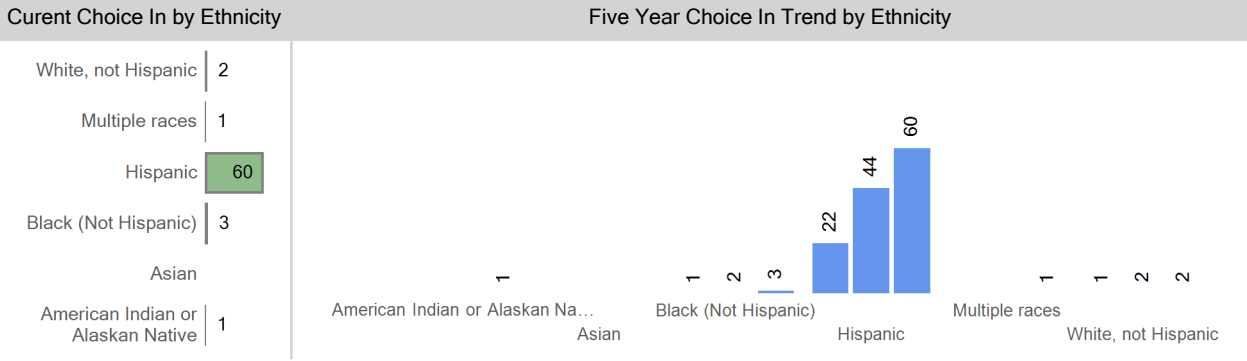 Curent Choice In by Ethnicity
White, not Hispanic 2
Multiple races 1
Hispanic 60
Black (Not Hispanic) 3
Asian
American Indian or
Alaskan Native 1
Five Year Choice In Trend by Ethnicity
1
1 2 3
22 44 60
1
1 2 2
American Indian or Alaskan Na…
Asian
Black (Not Hispanic)
Hispanic
Multiple races
White, not Hispanic